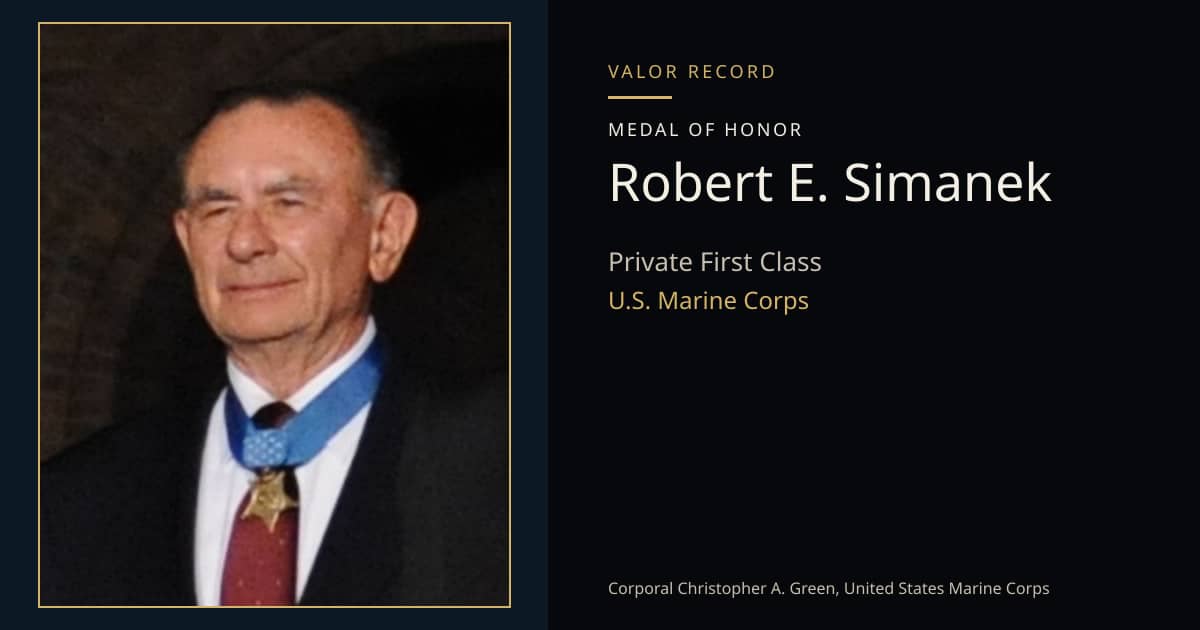 VALOR RECORD
MEDAL OF HONOR
Robert E. Simanek
Private First Class
U.S. Marine Corps
Corporal Christopher A. Green, United States Marine Corps